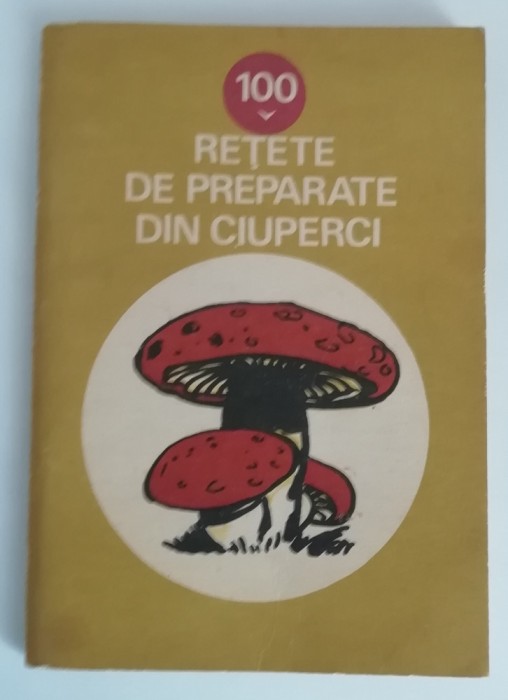 100
REȚETE
DE PREPARATE
DIN CIUPERCI